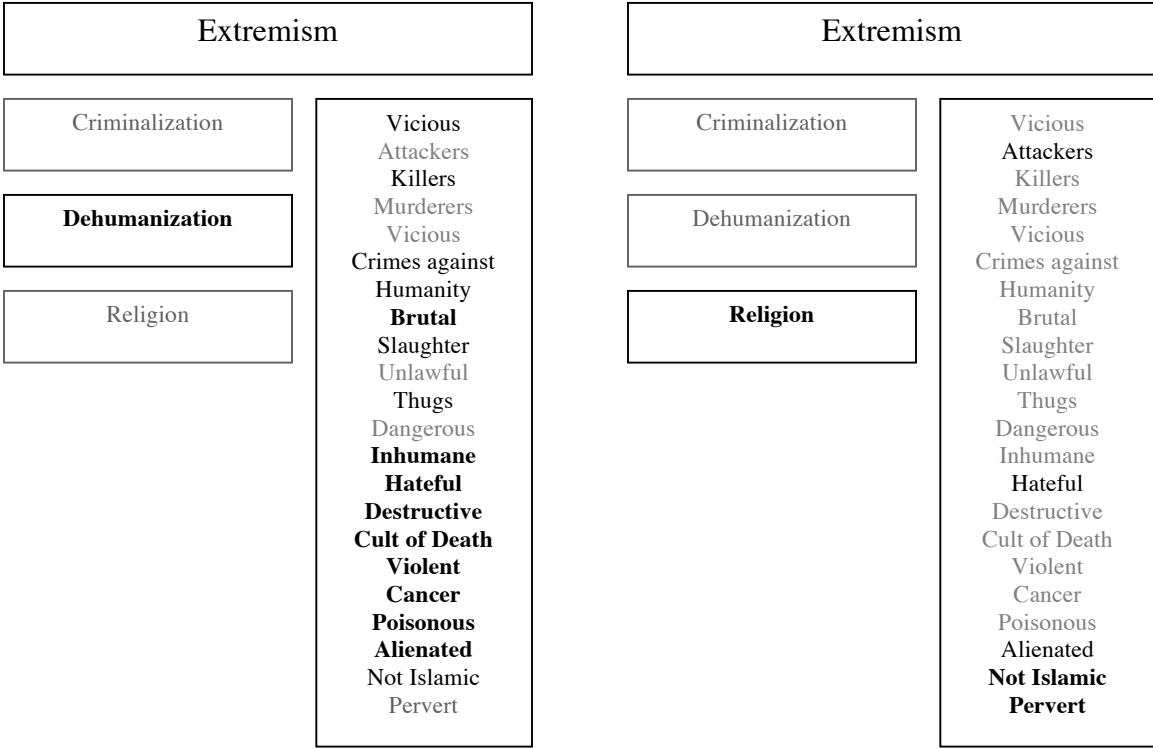 Extremism
Criminalization
Dehumanization
Religion
Vicious
Attackers
Killers
Murderers
Vicious
Crimes against
Humanity
Brutal
Slaughter
Unlawful
Thugs
Dangerous
Inhumane
Hateful
Destructive
Cult of Death
Violent
Cancer
Poisonous
Alienated
Not Islamic
Pervert
Extremism
Criminalization
Dehumanization
Religion
Vicious
Attackers
Killers
Murderers
Vicious
Crimes against
Humanity
Brutal
Slaughter
Unlawful
Thugs
Dangerous
Inhumane
Hateful
Destructive
Cult of Death
Violent
Cancer
Poisonous
Alienated
Not Islamic
Pervert